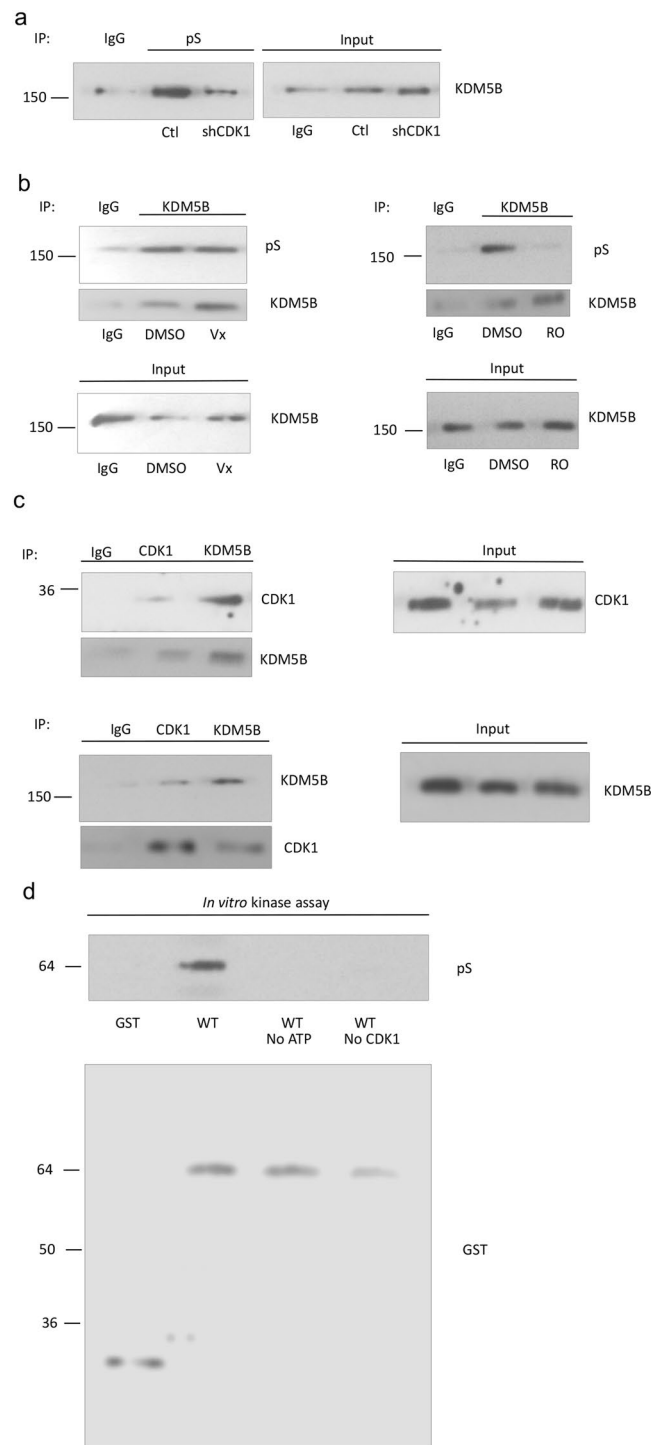 a
IP: IgG pS Input
150 KDM5B
Ctl shCDK1 IgG Ctl shCDK1
b
IP: IgG KDM5B
150 pS
KDM5B
IgG DMSO Vx
Input
150 KDM5B
IgG DMSO Vx
IP: IgG KDM5B
150 pS
KDM5B
IgG DMSO RO
Input
150 KDM5B
IgG DMSO RO
c
IP: IgG CDK1 KDM5B
36 CDK1
KDM5B
Input
CDK1
IP: IgG CDK1 KDM5B
150 KDM5B
CDK1
Input
KDM5B
d
In vitro kinase assay
64 pS
GST WT WT WT
No ATP No CDK1
64
50 GST
36